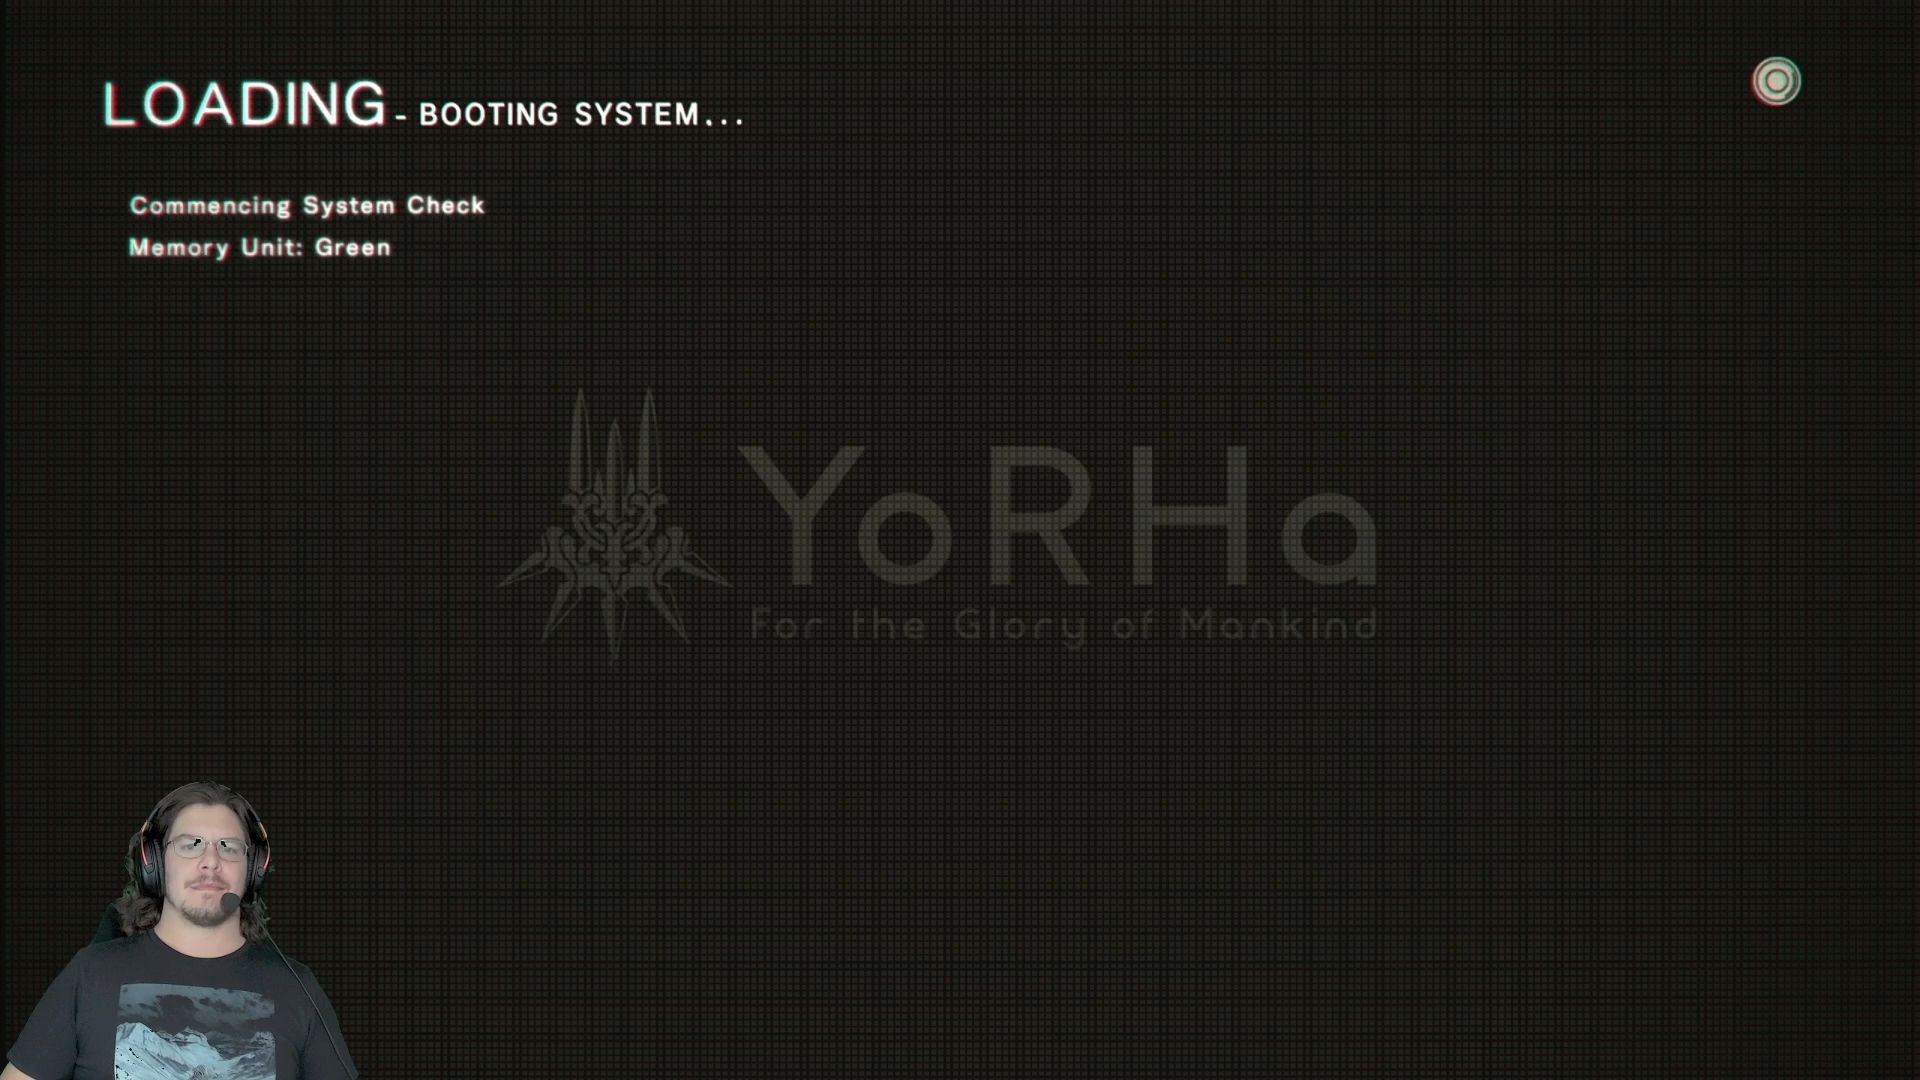 LOADING - BOOTING SYSTEM...
Commencing System Check
Memory Unit: Green
YoRHa
For the Glory of Mankind